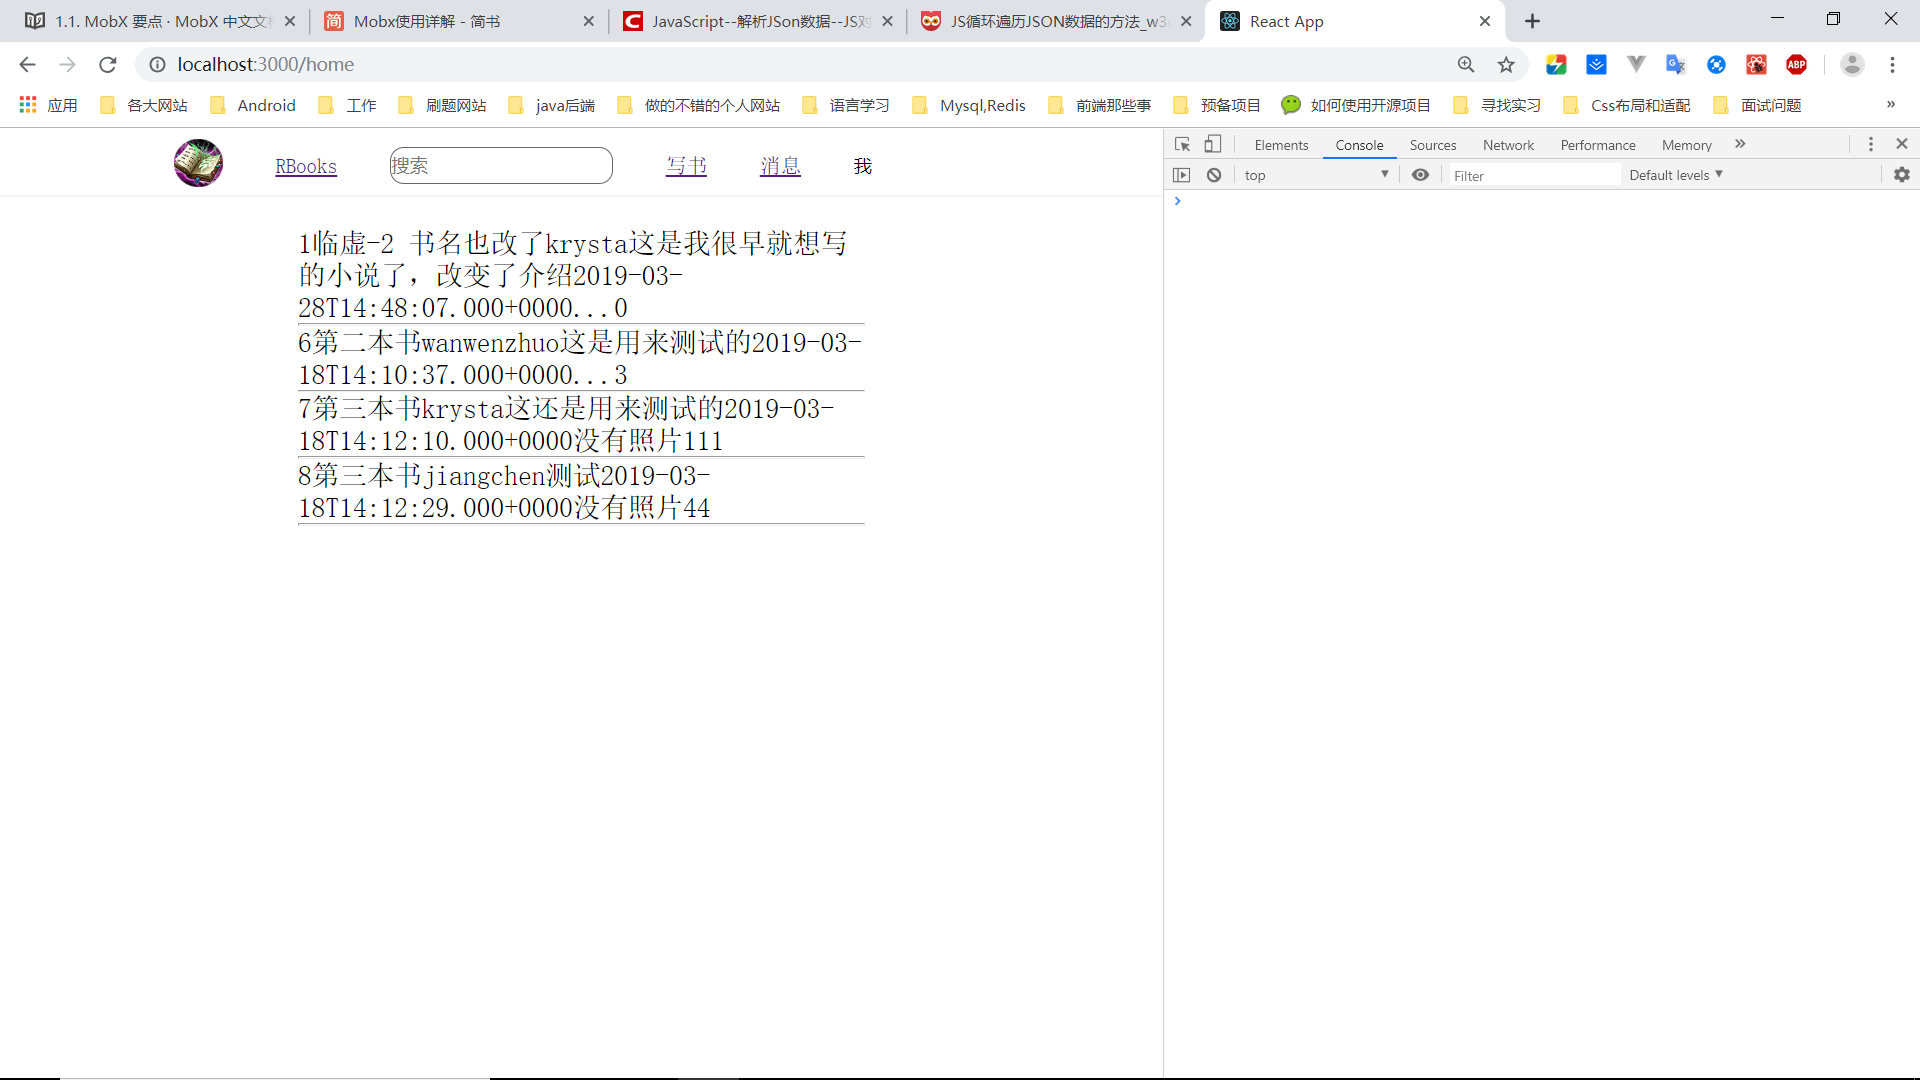 1.1. MobX 要点 · MobX 中文文
Mobx使用详解 - 简书
JavaScript--解析JSon数据--JS对
JS循环遍历JSON数据的方法_w3
React App
localhost:3000/home
应用
各大网站
Android
工作
刷题网站
java后端
做的不错的个人网站
语言学习
Mysql,Redis
前端那些事
预备项目
如何使用开源项目
寻找实习
Css布局和适配
面试问题
»
RBooks
搜索
写书
消息
我
Elements
Console
Sources
Network
Performance
Memory
»
top
Filter
Default levels
1临虚-2 书名也改了krysta这是我很早就想写
的小说了，改变了介绍2019-03-
28T14:48:07.000+0000...0
6第二本书wanwenzhuo这是用来测试的2019-03-
18T14:10:37.000+0000...3
7第三本书krysta这还是用来测试的2019-03-
18T14:12:10.000+0000没有照片111
8第三本书jiangchen测试2019-03-
18T14:12:29.000+0000没有照片44